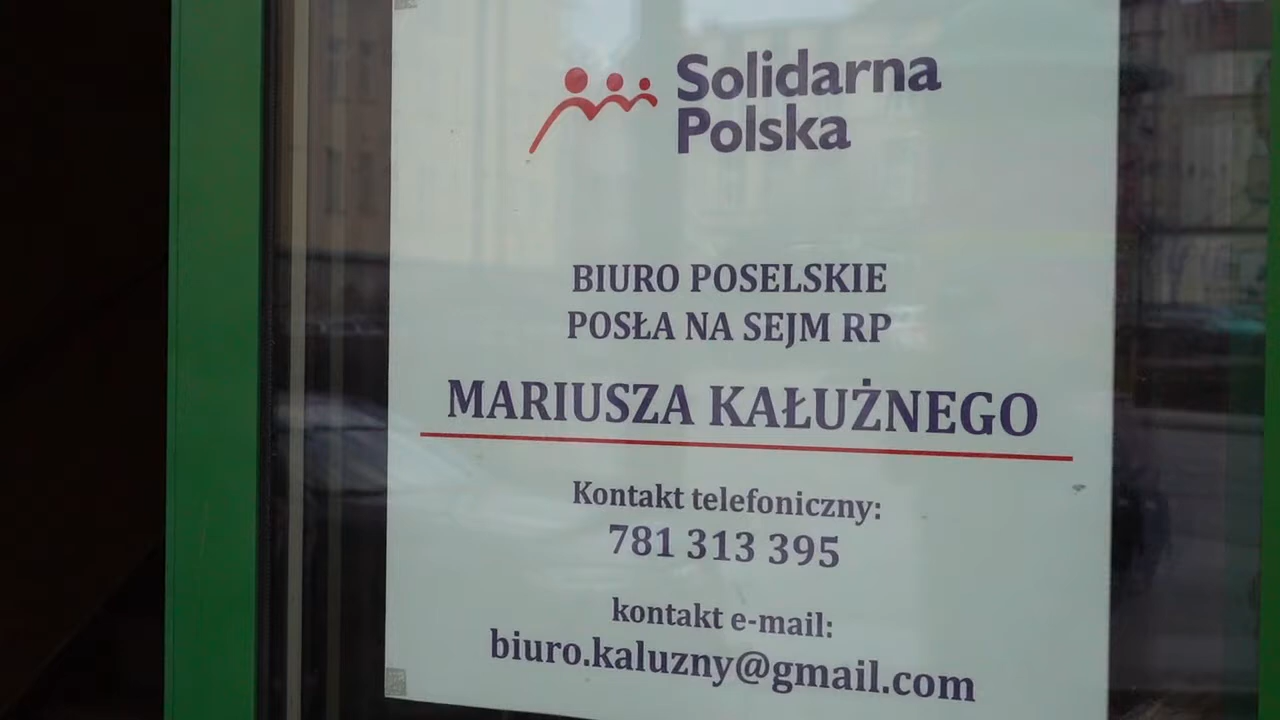 Solidarna
Polska
BIURO POSELSKIE
POSŁA NA SEJM RP
MARIUSZA KAŁUŻNEGO
Kontakt telefoniczny:
781 313 395
kontakt e-mail:
biuro.kaluzny@gmail.com